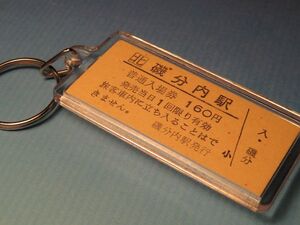 北 磯分内駅
普通入場券 160円
発売当日1回限り有効
旅客車内に立ち入ることはで
きません。
磯分内駅発行
入・磯分
小